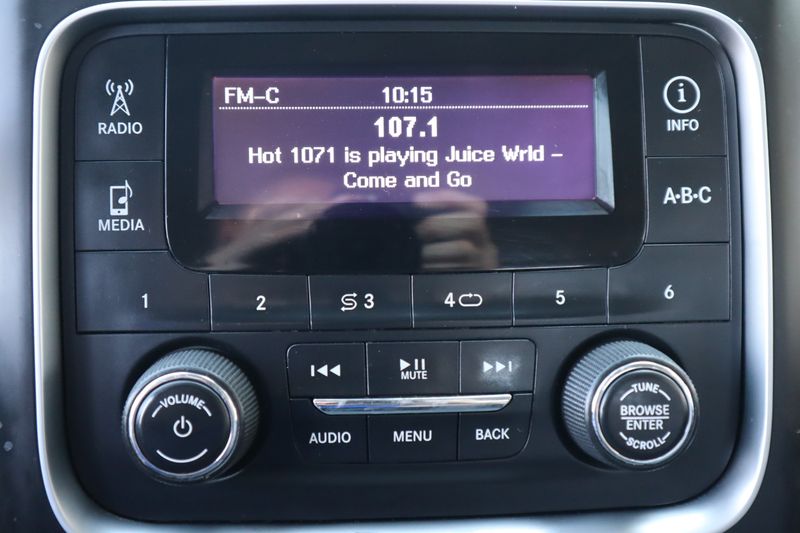 FM-C 10:15
107.1
Hot 1071 is playing Juice Wrld -
Come and Go
RADIO
MEDIA
INFO
A·B·C
1 2 3 4 5 6
VOLUME
MUTE
AUDIO MENU BACK
TUNE
BROWSE
ENTER
SCROLL